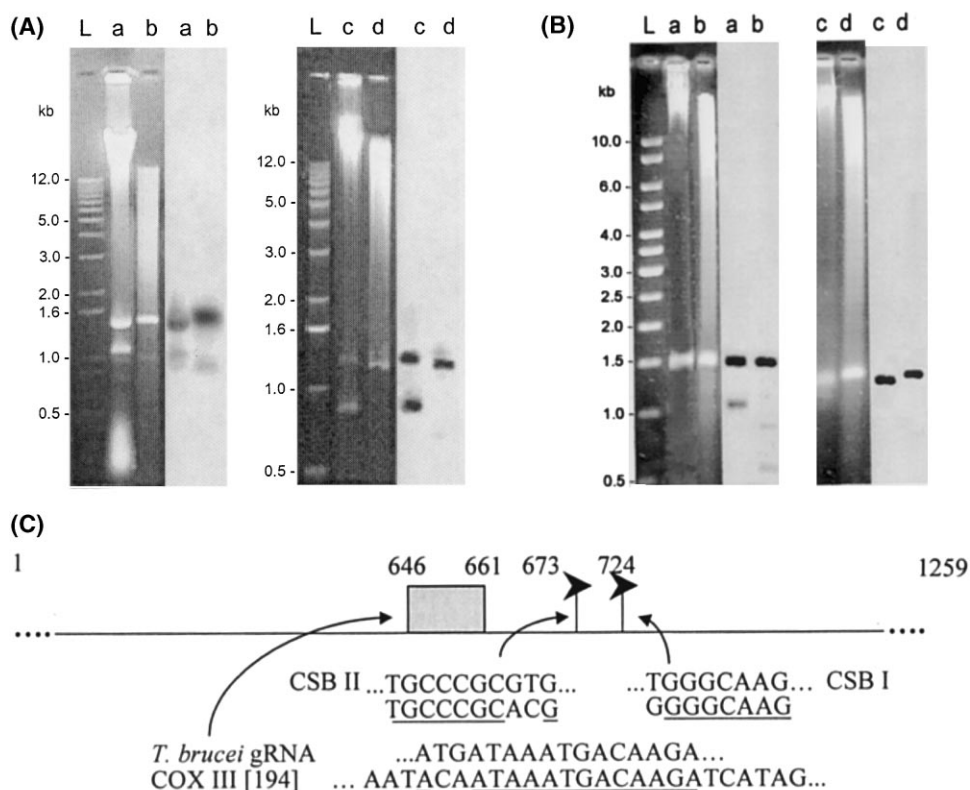 (A)
L a b a b
kb
12.0
5.0
3.0
2.0
1.6
1.0
0.5
L c d c d
kb
12.0
5.0
3.0
2.0
1.6
1.0
0.5
(B)
L a b a b
kb
10.0
6.0
4.0
3.0
2.5
2.0
1.5
1.0
0.5
c d c d
(C)
1 646 661 673 724 1259
CSB II ...TGCCCGCGTG... ...TGGGCAAG... CSB I
TGCCCGCACG GGGGCAAG
T. brucei gRNA ...ATGATAAATGACAAGA...
COX III [194] ... AATACAATAAATGACAAGATCATAG...